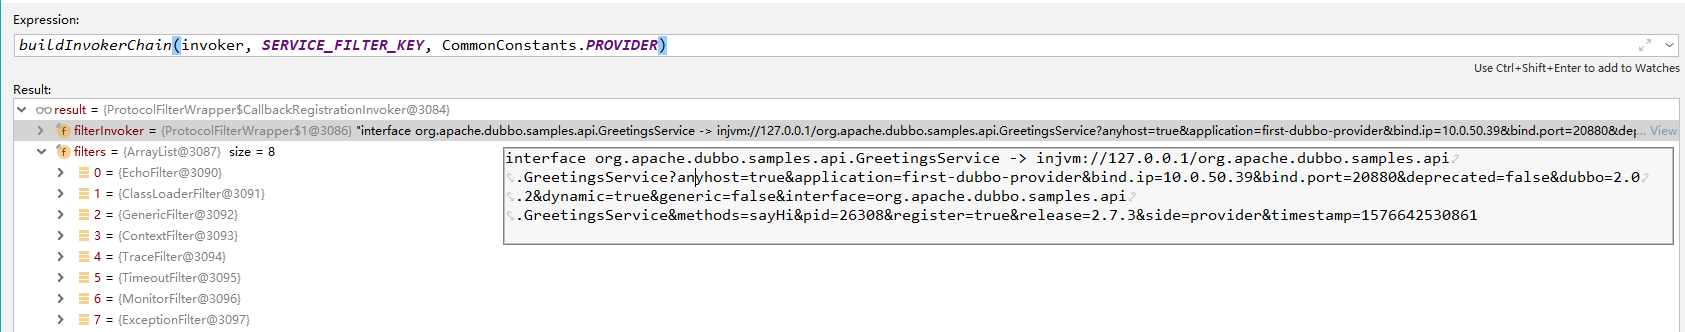 Expression:
buildInvokerChain(invoker, SERVICE_FILTER_KEY, CommonConstants.PROVIDER)
Use Ctrl+Shift+Enter to add to Watches
Result:
result = {ProtocolFilterWrapper$CallbackRegistrationInvoker@3084}
filterInvoker = {ProtocolFilterWrapper$1@3086} "interface org.apache.dubbo.samples.api.GreetingsService -> injvm://127.0.0.1/org.apache.dubbo.samples.api.GreetingsService?anyhost=true&application=first-dubbo-provider&bind.ip=10.0.50.39&bind.port=20880&dep... View
filters = {ArrayList@3087} size = 8
interface org.apache.dubbo.samples.api.GreetingsService -> injvm://127.0.0.1/org.apache.dubbo.samples.api
.GreetingsService?anyhost=true&application=first-dubbo-provider&bind.ip=10.0.50.39&bind.port=20880&deprecated=false&dubbo=2.0
.2&dynamic=true&generic=false&interface=org.apache.dubbo.samples.api
.GreetingsService&methods=sayHi&pid=26308&register=true&release=2.7.3&side=provider&timestamp=1576642530861
0 = {EchoFilter@3090}
1 = {ClassLoaderFilter@3091}
2 = {GenericFilter@3092}
3 = {ContextFilter@3093}
4 = {TraceFilter@3094}
5 = {TimeoutFilter@3095}
6 = {MonitorFilter@3096}
7 = {ExceptionFilter@3097}